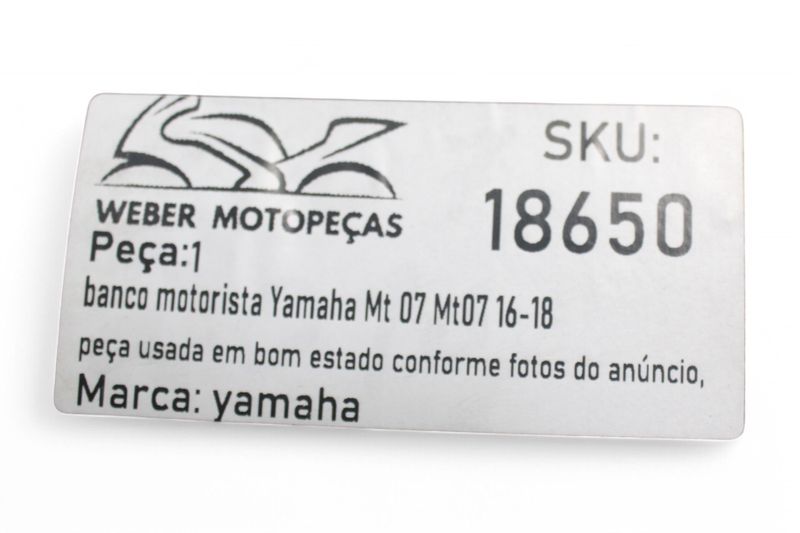 WEBER MOTOPEÇAS
SKU:
18650
Peça:1
banco motorista Yamaha Mt 07 Mt07 16-18
peça usada em bom estado conforme fotos do anúncio,
Marca: yamaha